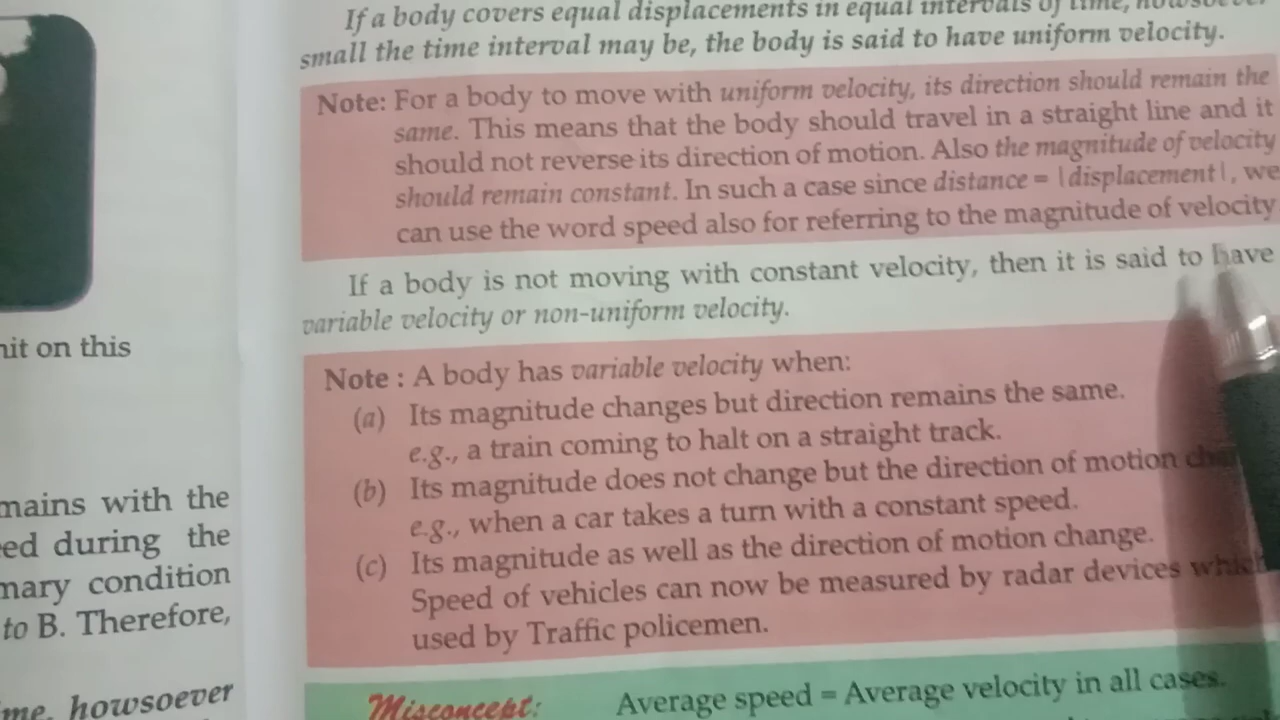 nit on this
mains with the
ed during the
mary condition
to B. Therefore,
me, howsoever
If a body covers equal displacements in equal intervals of time, howsoever
small the time interval may be, the body is said to have uniform velocity.
Note: For a body to move with uniform velocity, its direction should remain the
same. This means that the body should travel in a straight line and it
should not reverse its direction of motion. Also the magnitude of velocity
should remain constant. In such a case since distance = |displacement|, we
can use the word speed also for referring to the magnitude of velocity
If a body is not moving with constant velocity, then it is said to have
variable velocity or non-uniform velocity.
Note : A body has variable velocity when:
(a) Its magnitude changes but direction remains the same.
e.g., a train coming to halt on a straight track.
(b) Its magnitude does not change but the direction of motion
e.g., when a car takes a turn with a constant speed.
(c) Its magnitude as well as the direction of motion change.
Speed of vehicles can now be measured by radar devices which
used by Traffic policemen.
Misconcept: Average speed = Average velocity in all cases.